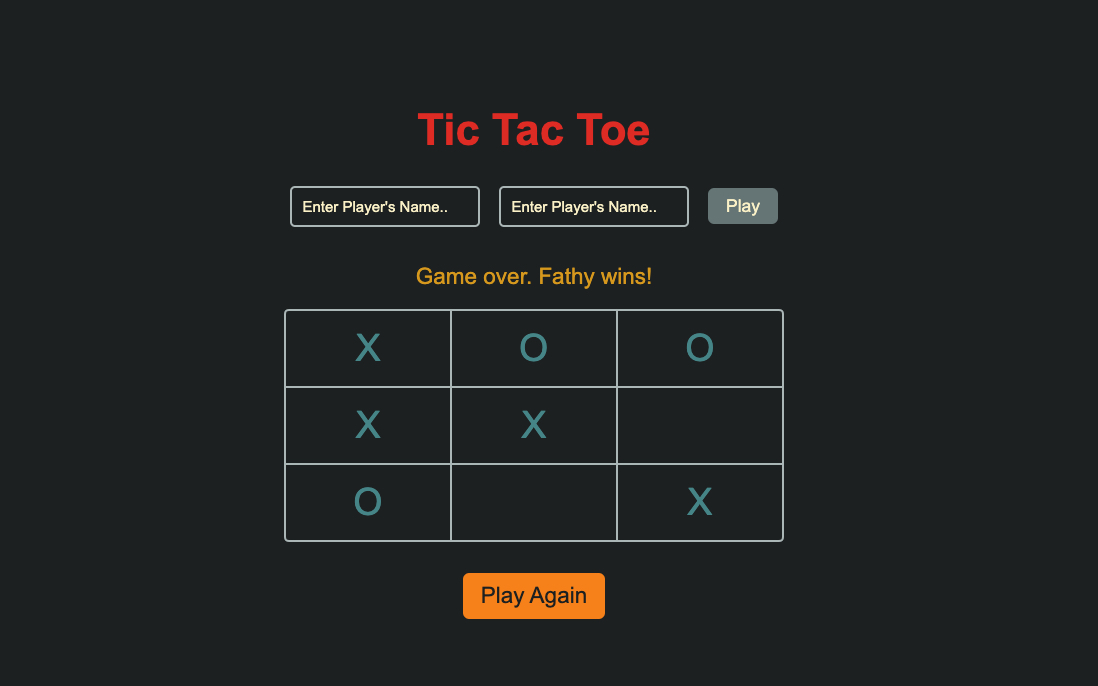 Tic Tac Toe
Enter Player's Name.. Enter Player's Name.. Play
Game over. Fathy wins!
X O O
X X
O X
Play Again